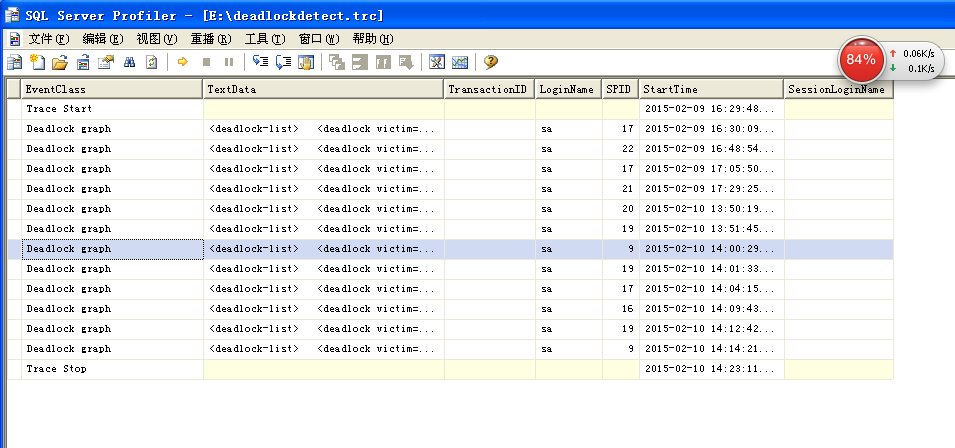 SQL Server Profiler - [E:\deadlockdetect.trc]
文件(F) 编辑(E) 视图(V) 重播(R) 工具(T) 窗口(W) 帮助(H)
84% 0.06K/s
0.1K/s
EventClass TextData TransactionID LoginName SPID StartTime SessionLoginName
Trace Start 2015-02-09 16:29:48...
Deadlock graph <deadlock-list> <deadlock victim=... sa 17 2015-02-09 16:30:09...
Deadlock graph <deadlock-list> <deadlock victim=... sa 22 2015-02-09 16:48:54...
Deadlock graph <deadlock-list> <deadlock victim=... sa 17 2015-02-09 17:05:50...
Deadlock graph <deadlock-list> <deadlock victim=... sa 21 2015-02-09 17:29:25...
Deadlock graph <deadlock-list> <deadlock victim=... sa 20 2015-02-10 13:50:19...
Deadlock graph <deadlock-list> <deadlock victim=... sa 19 2015-02-10 13:51:45...
Deadlock graph <deadlock-list> <deadlock victim=... sa 9 2015-02-10 14:00:29...
Deadlock graph <deadlock-list> <deadlock victim=... sa 19 2015-02-10 14:01:33...
Deadlock graph <deadlock-list> <deadlock victim=... sa 17 2015-02-10 14:04:15...
Deadlock graph <deadlock-list> <deadlock victim=... sa 16 2015-02-10 14:09:43...
Deadlock graph <deadlock-list> <deadlock victim=... sa 19 2015-02-10 14:12:42...
Deadlock graph <deadlock-list> <deadlock victim=... sa 9 2015-02-10 14:14:21...
Trace Stop 2015-02-10 14:23:11...